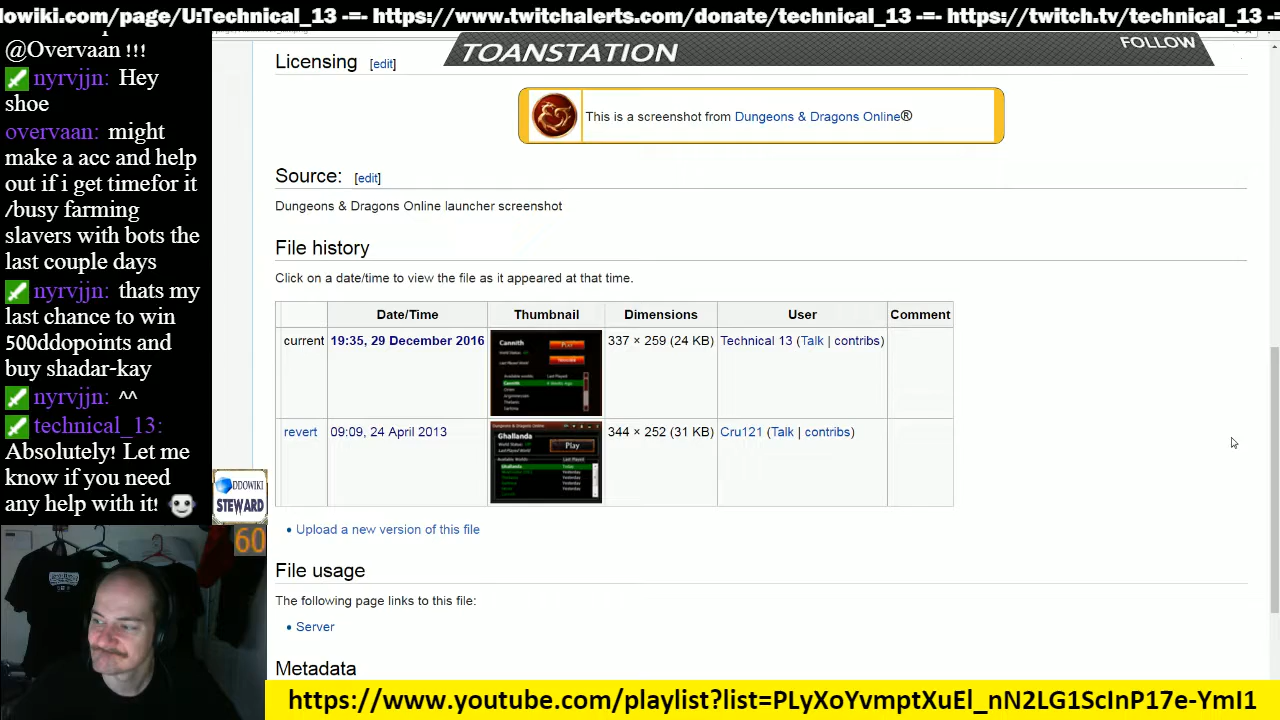 dowiki.com/page/U:Technical_13 -=- https://www.twitchalerts.com/donate/technical_13 -=- https://twitch.tv/technical_13 -=
@Overvaan !!!
nyrvjjn: Hey
shoe
overvaan: might
make a acc and help
out if i get timefor it
/busy farming
slavers with bots the
last couple days
nyrvjjn: thats my
last chance to win
500ddopoints and
buy shadar-kay
nyrvjjn: ^^
technical_13:
Absolutely! Let me
know if you need
any help with it!
DDOWIKI
STEWARD
60
TOANSTATION
FOLLOW
Licensing [edit]
This is a screenshot from Dungeons & Dragons Online®
Source: [edit]
Dungeons & Dragons Online launcher screenshot
File history
Click on a date/time to view the file as it appeared at that time.
Date/Time Thumbnail Dimensions User Comment
current 19:35, 29 December 2016 337 × 259 (24 KB) Technical 13 (Talk | contribs)
Cannith
Play
revert 09:09, 24 April 2013 344 × 252 (31 KB) Cru121 (Talk | contribs)
Dungeons & Dragons Online
Ghallanda
Play
• Upload a new version of this file
File usage
The following page links to this file:
• Server
Metadata
https://www.youtube.com/playlist?list=PLyXoYvmptXuEl_nN2LG1ScInP17e-YmI1